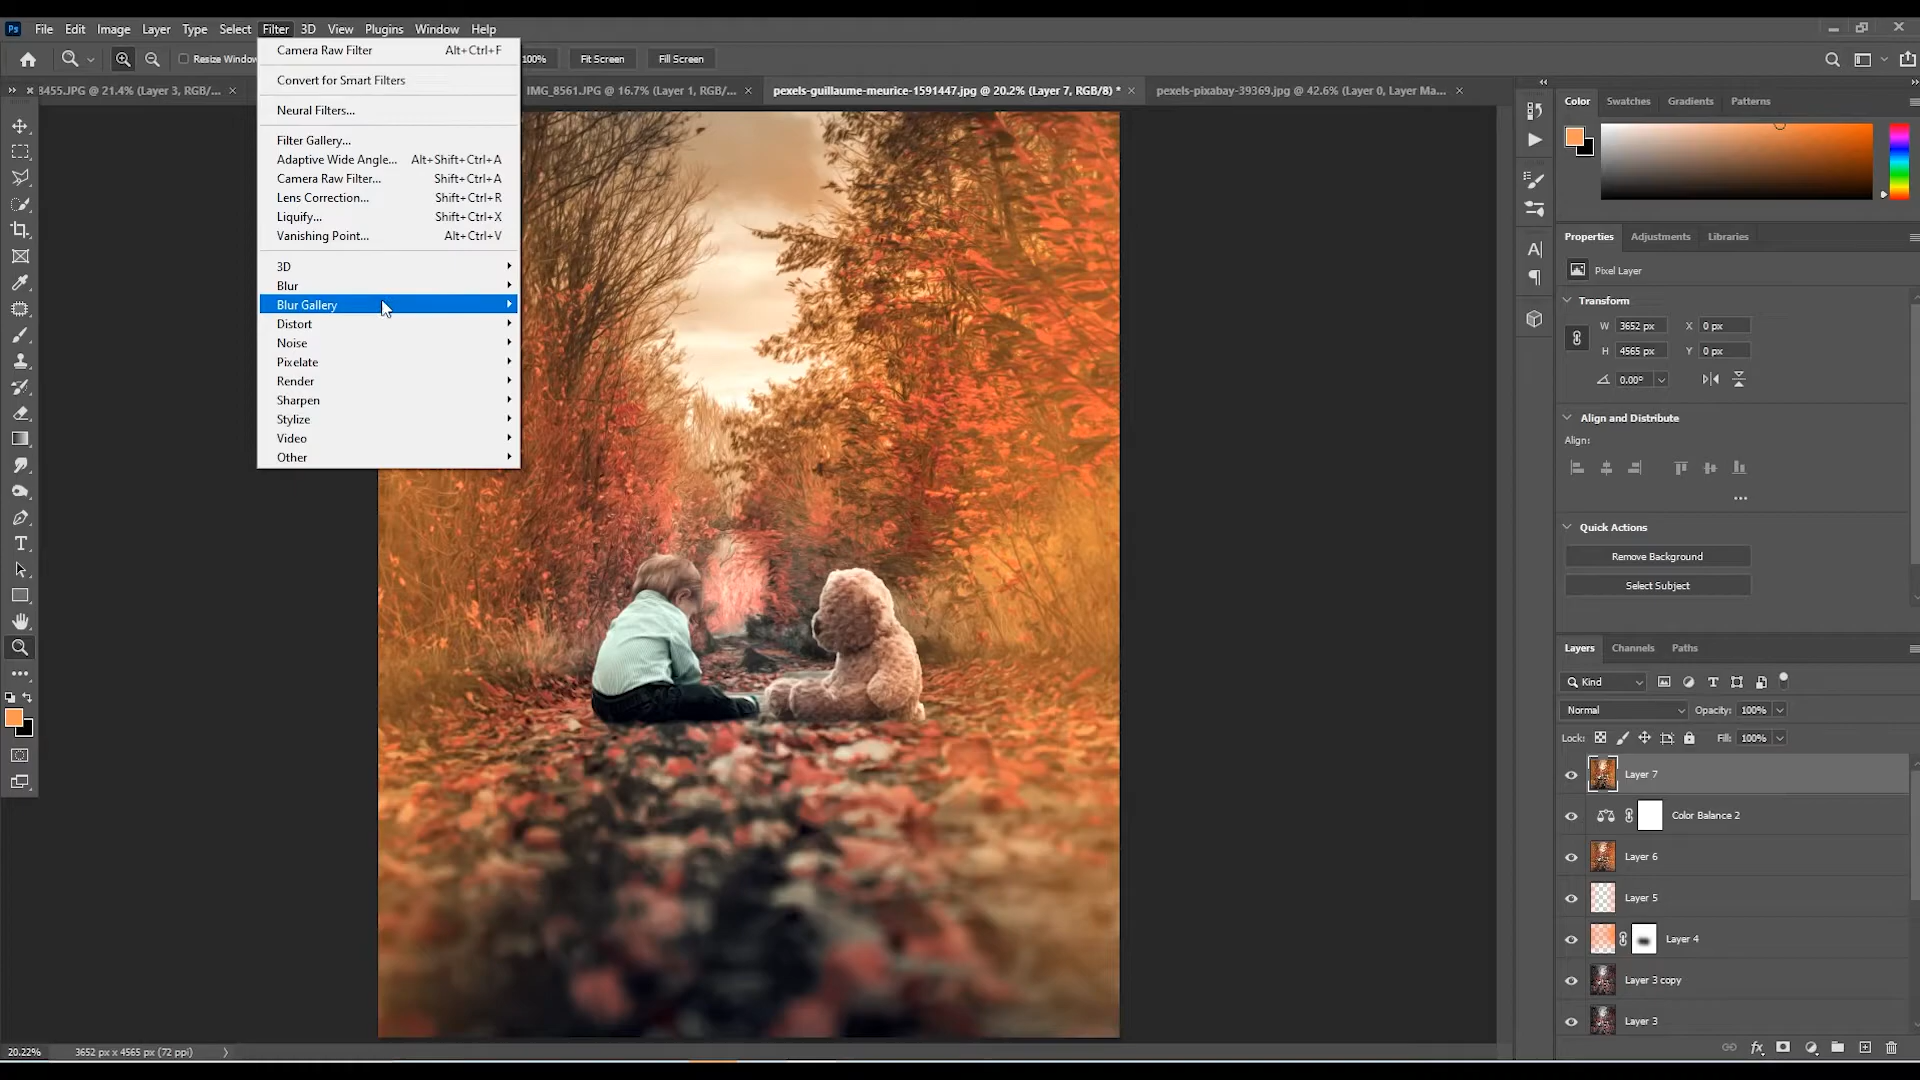 Ps File Edit Image Layer Type Select Filter 3D View Plugins Window Help
Resize Window 100% Fit Screen Fill Screen
8455.JPG @ 21.4% (Layer 3, RGB/... IMG_8561.JPG @ 16.7% (Layer 1, RGB/... pexels-guillaume-meurice-1591447.jpg @ 20.2% (Layer 7, RGB/8) * pexels-pixabay-39369.jpg @ 42.6% (Layer 0, Layer Ma...
Camera Raw Filter Alt+Ctrl+F
Convert for Smart Filters
Neural Filters...
Filter Gallery...
Adaptive Wide Angle... Alt+Shift+Ctrl+A
Camera Raw Filter... Shift+Ctrl+A
Lens Correction... Shift+Ctrl+R
Liquify... Shift+Ctrl+X
Vanishing Point... Alt+Ctrl+V
3D
Blur
Blur Gallery
Distort
Noise
Pixelate
Render
Sharpen
Stylize
Video
Other
Color Swatches Gradients Patterns
Properties Adjustments Libraries
Pixel Layer
Transform
W 3652 px X 0 px
H 4565 px Y 0 px
0.00°
Align and Distribute
Align:
Quick Actions
Remove Background
Select Subject
Layers Channels Paths
Kind
Normal Opacity: 100%
Lock: Fill: 100%
Layer 7
Color Balance 2
Layer 6
Layer 5
Layer 4
Layer 3 copy
Layer 3
20.22% 3652 px x 4565 px (72 ppi)